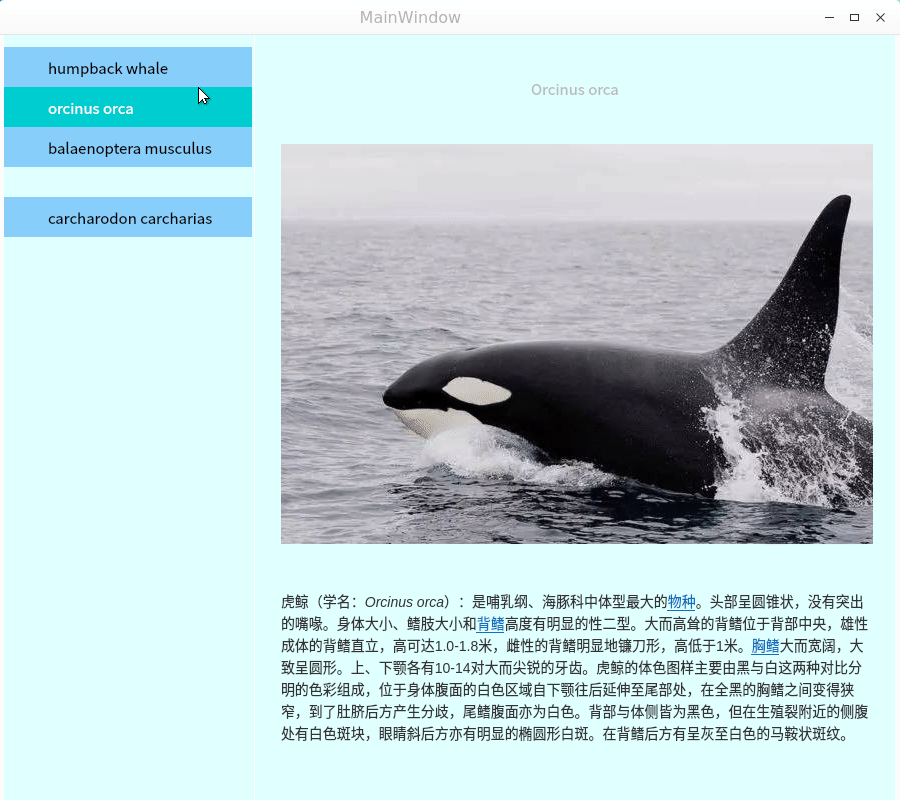 MainWindow
humpback whale
orcinus orca
balaenoptera musculus
carcharodon carcharias
Orcinus orca
虎鲸（学名：Orcinus orca）：是哺乳纲、海豚科中体型最大的物种。头部呈圆锥状，没有突出
的嘴喙。身体大小、鳍肢大小和背鳍高度有明显的性二型。大而高耸的背鳍位于背部中央，雄性
成体的背鳍直立，高可达1.0-1.8米，雌性的背鳍明显地镰刀形，高低于1米。胸鳍大而宽阔，大
致呈圆形。上、下颚各有10-14对大而尖锐的牙齿。虎鲸的体色图样主要由黑与白这两种对比分
明的色彩组成，位于身体腹面的白色区域自下颚往后延伸至尾部处，在全黑的胸鳍之间变得狭
窄，到了肚脐后方产生分歧，尾鳍腹面亦为白色。背部与体侧皆为黑色，但在生殖裂附近的侧腹
处有白色斑块，眼睛斜后方亦有明显的椭圆形白斑。在背鳍后方有呈灰至白色的马鞍状斑纹。